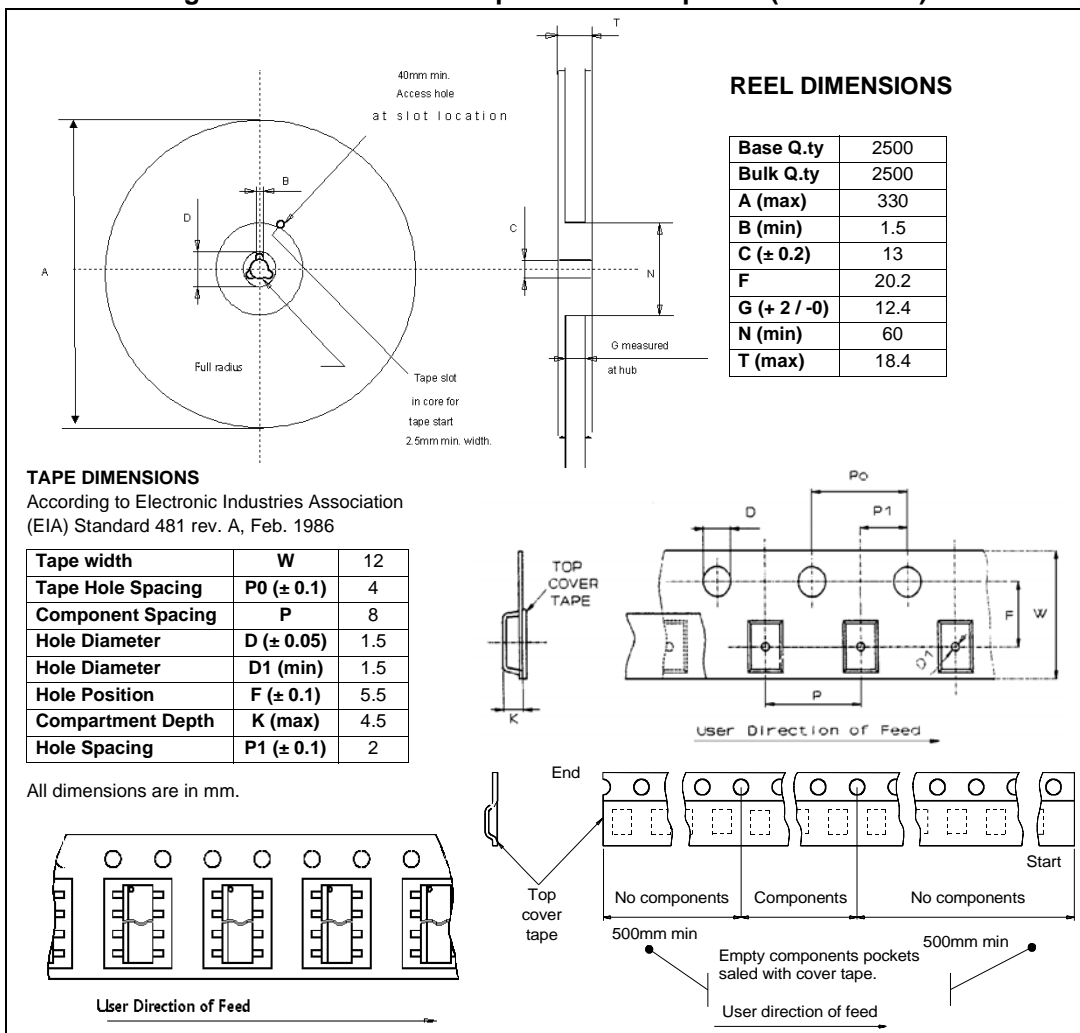 T
40mm min.
Access hole
at slot location
B
D
C
A
N
Full radius
Tape slot
in core for
tape start
2.5mm min. width.
G measured
at hub
REEL DIMENSIONS
Base Q.ty 2500
Bulk Q.ty 2500
A (max) 330
B (min) 1.5
C (± 0.2) 13
F 20.2
G (+ 2 / -0) 12.4
N (min) 60
T (max) 18.4
TAPE DIMENSIONS
According to Electronic Industries Association
(EIA) Standard 481 rev. A, Feb. 1986
Tape width W 12
Tape Hole Spacing P0 (± 0.1) 4
Component Spacing P 8
Hole Diameter D (± 0.05) 1.5
Hole Diameter D1 (min) 1.5
Hole Position F (± 0.1) 5.5
Compartment Depth K (max) 4.5
Hole Spacing P1 (± 0.1) 2
All dimensions are in mm.
Po
D
P1
TOP
COVER
TAPE
F
W
D1
P
K
User Direction of Feed
End
Start
Top
cover
tape
No components Components No components
500mm min
500mm min
Empty components pockets
saled with cover tape.
User direction of feed
User Direction of Feed